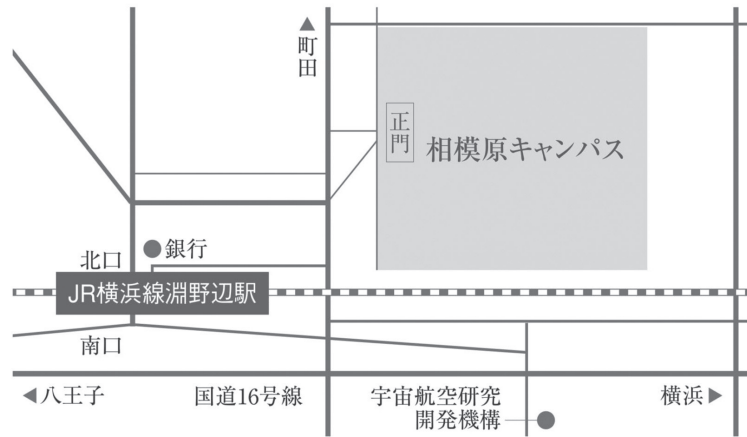 ▲
町
田
正
門
相模原キャンパス
北口
銀行
JR横浜線淵野辺駅
南口
◀八王子
国道16号線
宇宙航空研究
開発機構
横浜▶